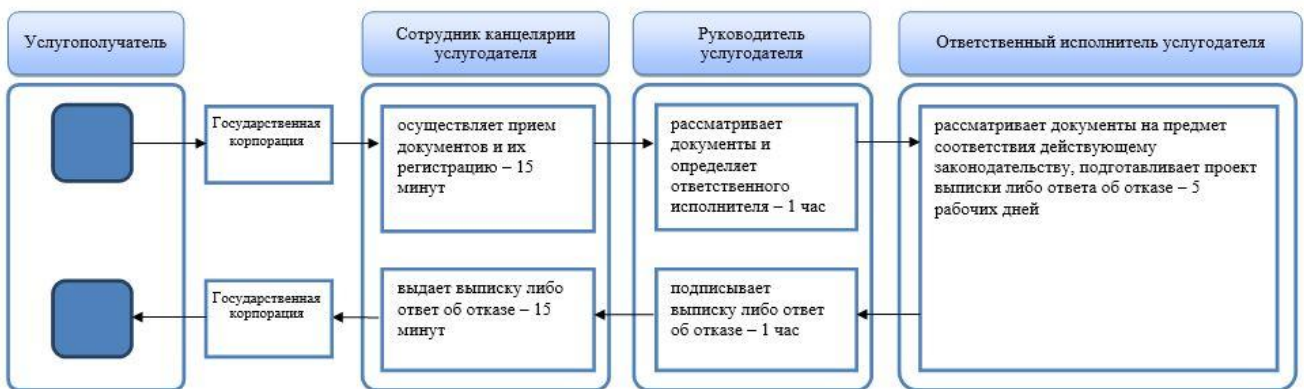 Услугополучатель
Сотрудник канцелярии
услугодателя
Руководитель
услугодателя
Ответственный исполнитель услугодателя
Государственная
корпорация
осуществляет прием
документов и их
регистрацию – 15
минут
рассматривает
документы и
определяет
ответственного
исполнителя – 1 час
рассматривает документы на предмет
соответствия действующему
законодательству, подготавливает проект
выписки либо ответа об отказе – 5
рабочих дней
Государственная
корпорация
выдает выписку либо
ответ об отказе – 15
минут
подписывает
выписку либо ответ
об отказе – 1 час